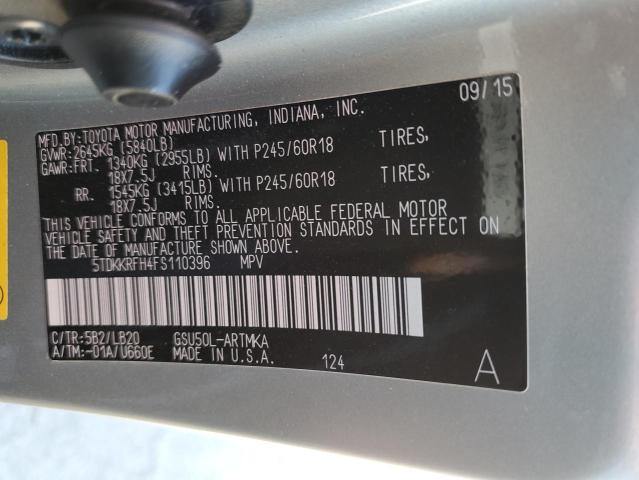 09/15
MFD.BY:TOYOTA MOTOR MANUFACTURING, INDIANA, INC.
GVWR:2645KG (5840LB)
GAWR:FRT. 1340KG (2955LB) WITH P245/60R18 TIRES,
18X7.5J RIMS.
RR. 1545KG (3415LB) WITH P245/60R18 TIRES,
18X7.5J RIMS.
THIS VEHICLE CONFORMS TO ALL APPLICABLE FEDERAL MOTOR
VEHICLE SAFETY AND THEFT PREVENTION STANDARDS IN EFFECT ON
THE DATE OF MANUFACTURE SHOWN ABOVE.
5TDKKRFH4FS110396 MPV
C/TR:5B2/LB20 GSU50L-ARTMKA
A/TM:-01A/U660E MADE IN U.S.A. 124
A